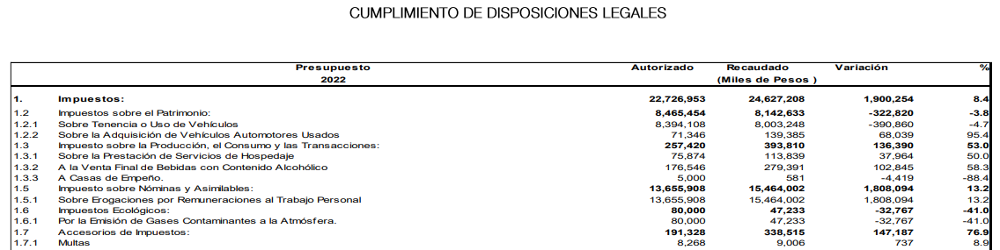 CUMPLIMIENTO DE DISPOSICIONES LEGALES
Presupuesto Autorizado Recaudado Variación %
2022 (Miles de Pesos )
1. Impuestos: 22,726,953 24,627,208 1,900,254 8.4
1.2 Impuestos sobre el Patrimonio: 8,465,454 8,142,633 -322,820 -3.8
1.2.1 Sobre Tenencia o Uso de Vehículos 8,394,108 8,003,248 -390,860 -4.7
1.2.2 Sobre la Adquisición de Vehículos Automotores Usados 71,346 139,385 68,039 95.4
1.3 Impuesto sobre la Producción, el Consumo y las Transacciones: 257,420 393,810 136,390 53.0
1.3.1 Sobre la Prestación de Servicios de Hospedaje 75,874 113,839 37,964 50.0
1.3.2 A la Venta Final de Bebidas con Contenido Alcohólico 176,546 279,391 102,845 58.3
1.3.3 A Casas de Empeño. 5,000 581 -4,419 -88.4
1.5 Impuesto sobre Nóminas y Asimilables: 13,655,908 15,464,002 1,808,094 13.2
1.5.1 Sobre Erogaciones por Remuneraciones al Trabajo Personal 13,655,908 15,464,002 1,808,094 13.2
1.6 Impuestos Ecológicos: 80,000 47,233 -32,767 -41.0
1.6.1 Por la Emisión de Gases Contaminantes a la Atmósfera. 80,000 47,233 -32,767 -41.0
1.7 Accesorios de Impuestos: 191,328 338,515 147,187 76.9
1.7.1 Multas 8,268 9,006 737 8.9